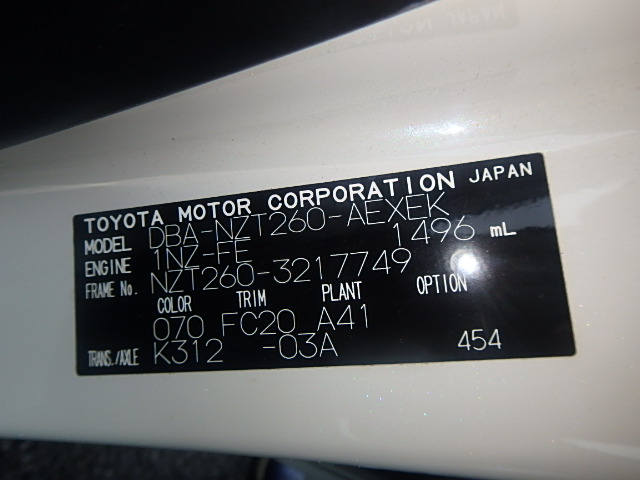 TOYOTA MOTOR CORPORATION JAPAN
MODEL DBA-NZT260-AEXEK
ENGINE 1NZ-FE 1496 mL
FRAME No. NZT260-3217749
COLOR TRIM PLANT OPTION
070 FC20 A41
TRANS./AXLE K312 -03A 454